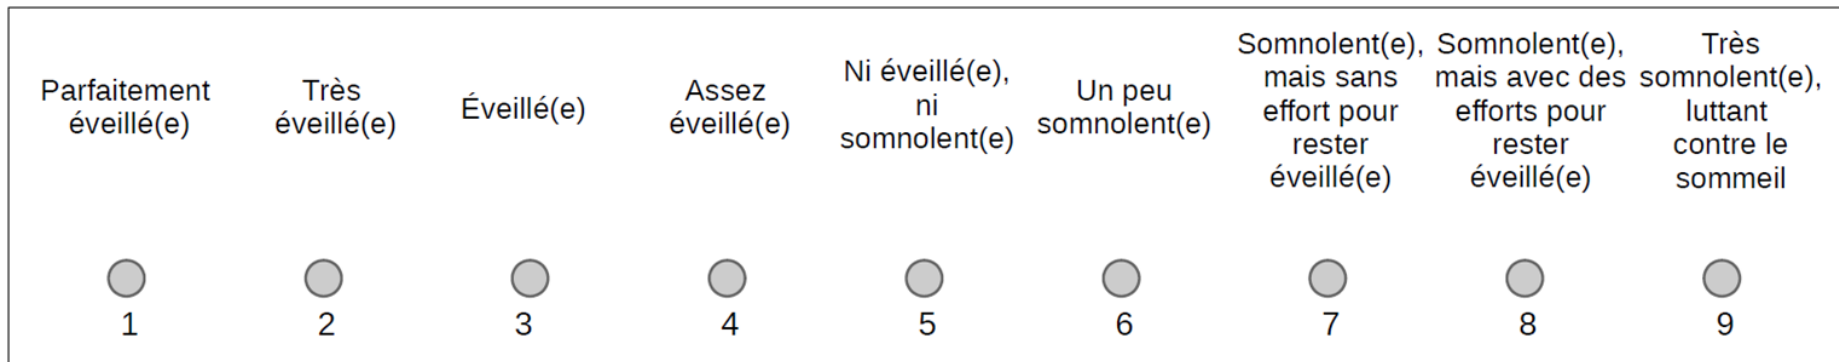 Parfaitement
éveillé(e)
Très
éveillé(e)
Éveillé(e)
Assez
éveillé(e)
Ni éveillé(e),
ni
somnolent(e)
Un peu
somnolent(e)
Somnolent(e),
mais sans
effort pour
rester
éveillé(e)
Somnolent(e),
mais avec des
efforts pour
rester
éveillé(e)
Très
somnolent(e),
luttant
contre le
sommeil
1
2
3
4
5
6
7
8
9